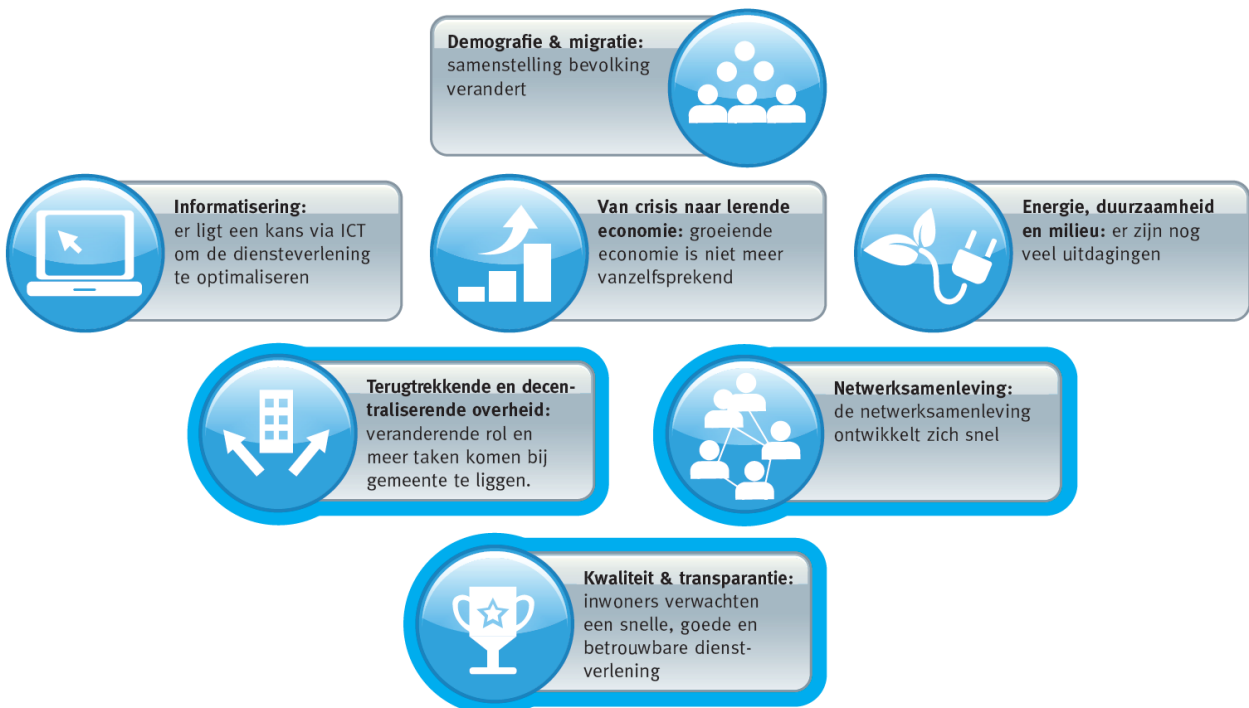 Demografie & migratie:
samenstelling bevolking
verandert
Informatisering:
er ligt een kans via ICT
om de diensteverlening
te optimaliseren
Van crisis naar lerende
economie: groeiende
economie is niet meer
vanzelfsprekend
Energie, duurzaamheid
en milieu: er zijn nog
veel uitdagingen
Terugtrekkende en decen-
traliserende overheid:
veranderende rol en
meer taken komen bij
gemeente te liggen.
Netwerksamenleving:
de netwerksamenleving
ontwikkelt zich snel
Kwaliteit & transparantie:
inwoners verwachten
een snelle, goede en
betrouwbare dienst-
verlening